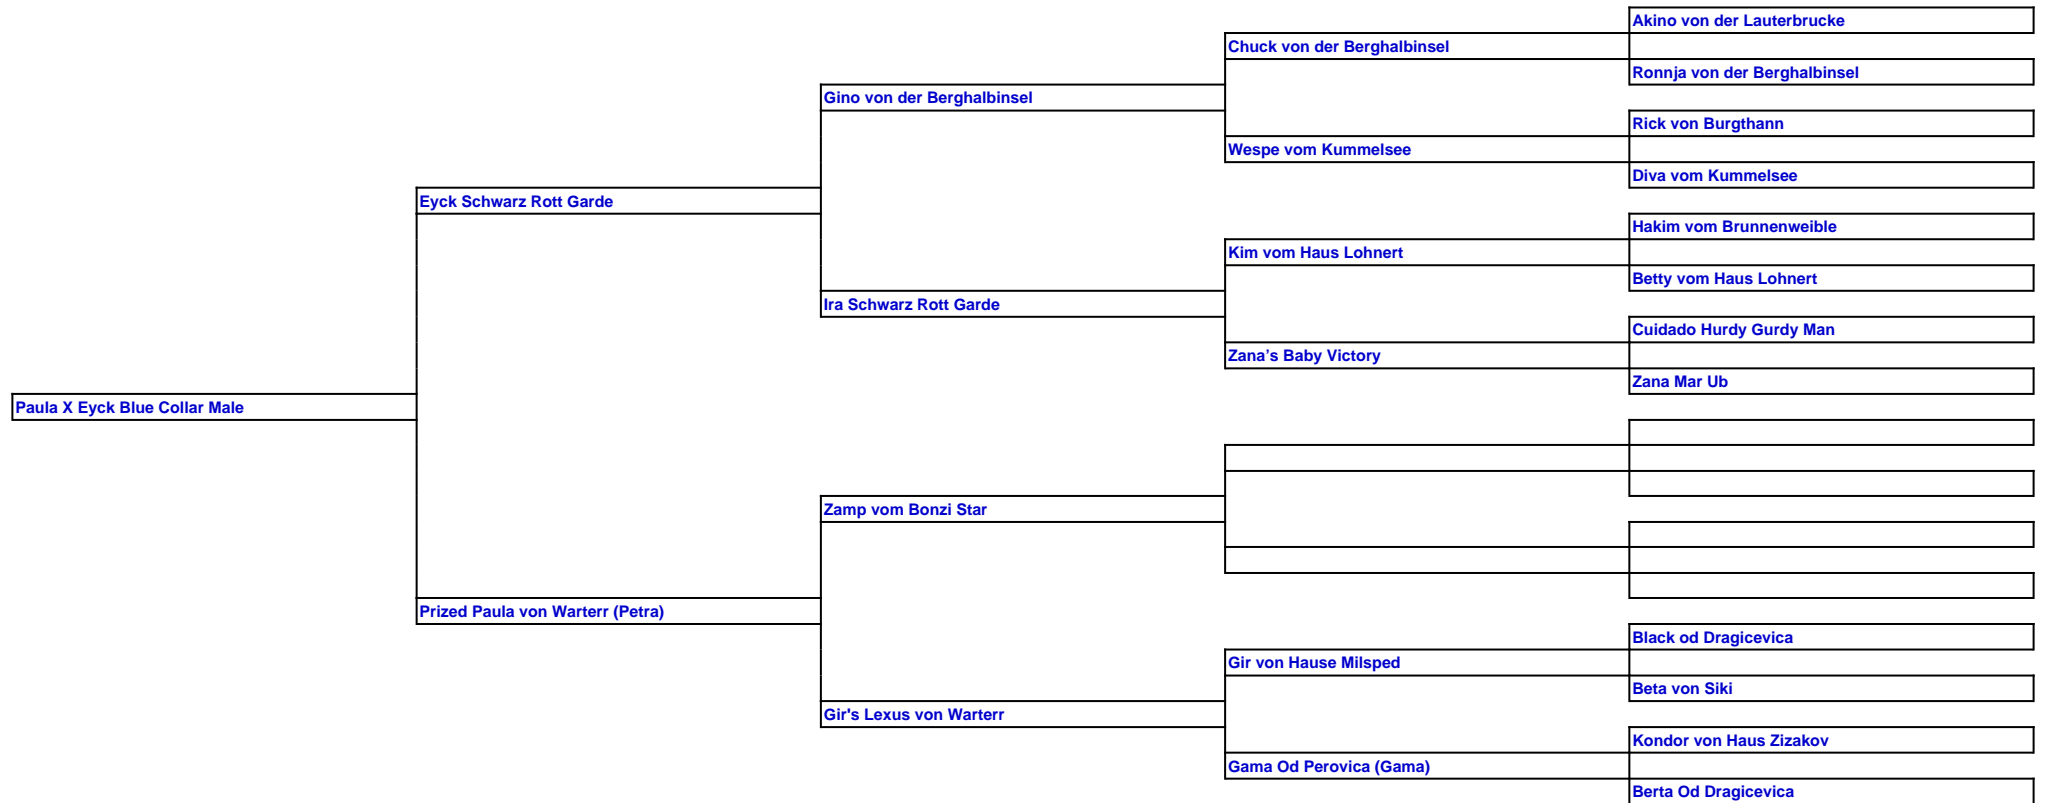 Akino von der Lauterbrucke
Chuck von der Berghalbinsel
Ronnja von der Berghalbinsel
Gino von der Berghalbinsel
Rick von Burgthann
Wespe vom Kummelsee
Diva vom Kummelsee
Eyck Schwarz Rott Garde
Hakim vom Brunnenweible
Kim vom Haus Lohnert
Betty vom Haus Lohnert
Ira Schwarz Rott Garde
Cuidado Hurdy Gurdy Man
Zana’s Baby Victory
Zana Mar Ub
Paula X Eyck Blue Collar Male
Zamp vom Bonzi Star
Prized Paula von Warterr (Petra)
Black od Dragicevica
Gir von Hause Milsped
Beta von Siki
Gir's Lexus von Warterr
Kondor von Haus Zizakov
Gama Od Perovica (Gama)
Berta Od Dragicevica